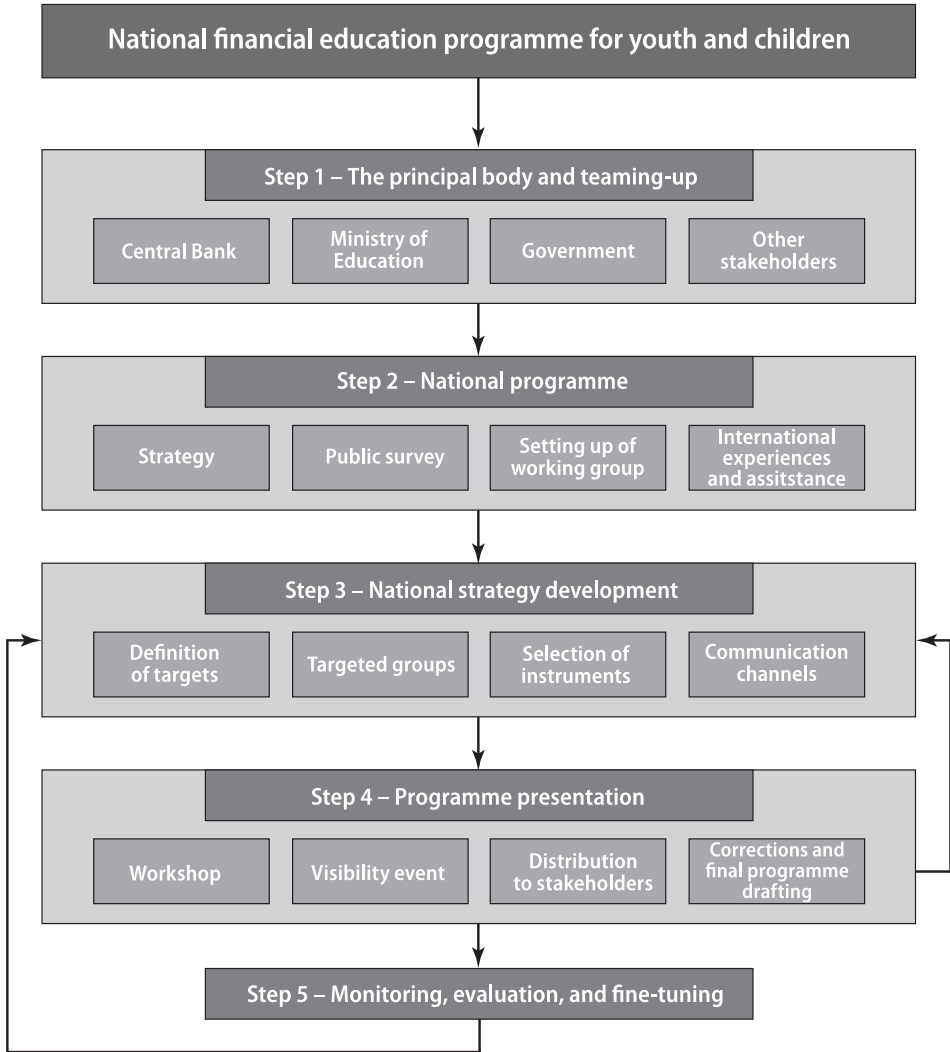 National financial education programme for youth and children
Step 1 – The principal body and teaming-up
Central Bank
Ministry of
Education
Government
Other
stakeholders
Step 2 – National programme
Strategy
Public survey
Setting up of
working group
International
experiences
and assitstance
Step 3 – National strategy development
Definition
of targets
Targeted groups
Selection of
instruments
Communication
channels
Step 4 – Programme presentation
Workshop
Visibility event
Distribution
to stakeholders
Corrections and
final programme
drafting
Step 5 – Monitoring, evaluation, and fine-tuning